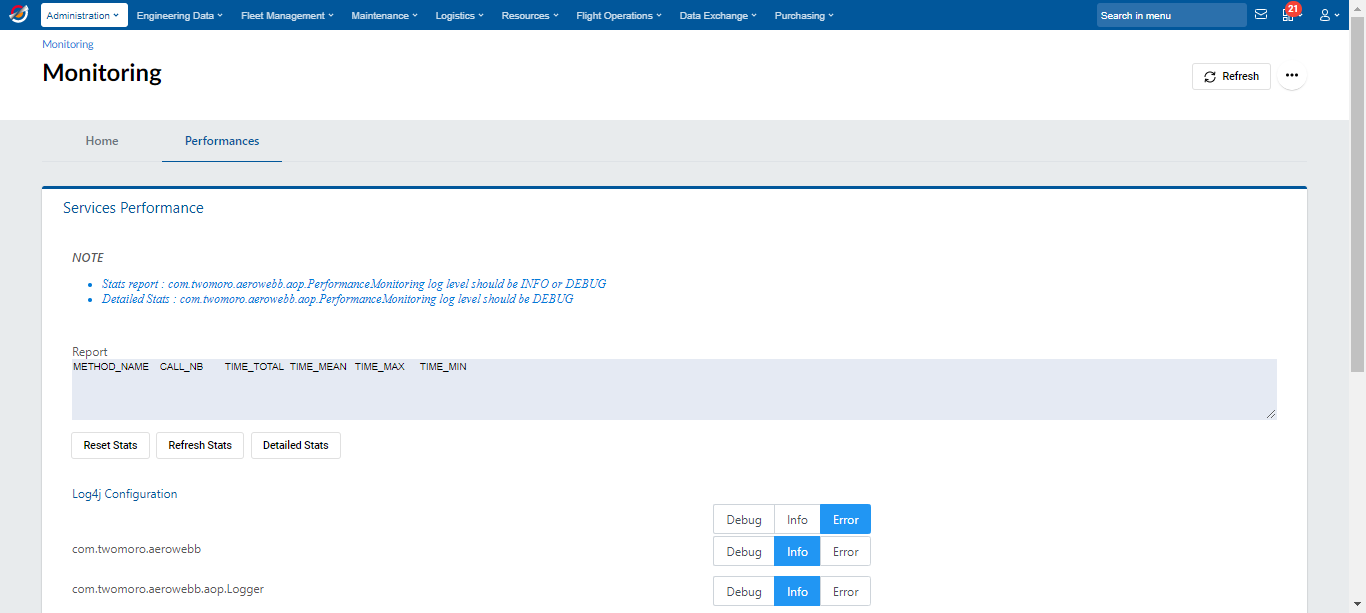 Administration Engineering Data Fleet Management Maintenance Logistics Resources Flight Operations Data Exchange Purchasing Search in menu 21
Monitoring
Monitoring
Refresh
Home Performances
Services Performance
NOTE
Stats report : com.twomoro.aerowebb.aop.PerformanceMonitoring log level should be INFO or DEBUG
Detailed Stats : com.twomoro.aerowebb.aop.PerformanceMonitoring log level should be DEBUG
Report
METHOD_NAME CALL_NB TIME_TOTAL TIME_MEAN TIME_MAX TIME_MIN
Reset Stats Refresh Stats Detailed Stats
Log4j Configuration
Debug Info Error
com.twomoro.aerowebb Debug Info Error
com.twomoro.aerowebb.aop.Logger Debug Info Error